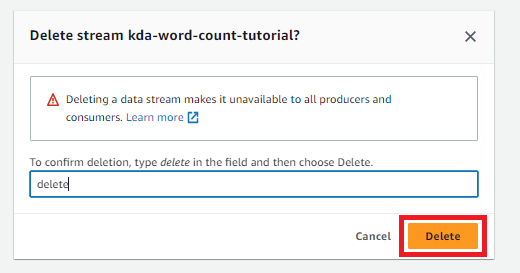 Delete stream kda-word-count-tutorial?
Deleting a data stream makes it unavailable to all producers and
consumers. Learn more
To confirm deletion, type delete in the field and then choose Delete.
delete
Cancel
Delete